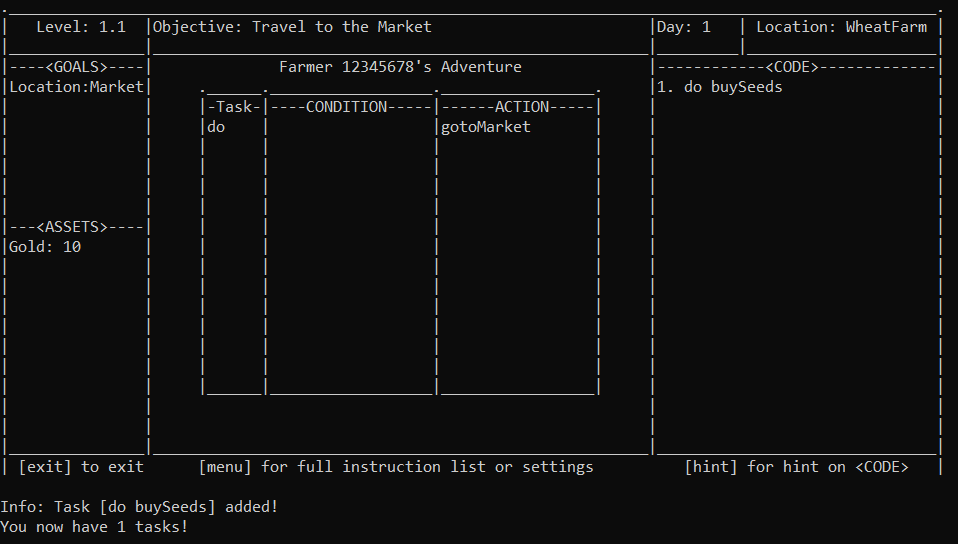 Level: 1.1 Objective: Travel to the Market Day: 1 Location: WheatFarm
----<GOALS>---- Farmer 12345678's Adventure ------------<CODE>-------------
Location:Market 1. do buySeeds
-Task- ----CONDITION----- ------ACTION-----
do gotoMarket
---<ASSETS>----
Gold: 10
[exit] to exit [menu] for full instruction list or settings [hint] for hint on <CODE>
Info: Task [do buySeeds] added!
You now have 1 tasks!